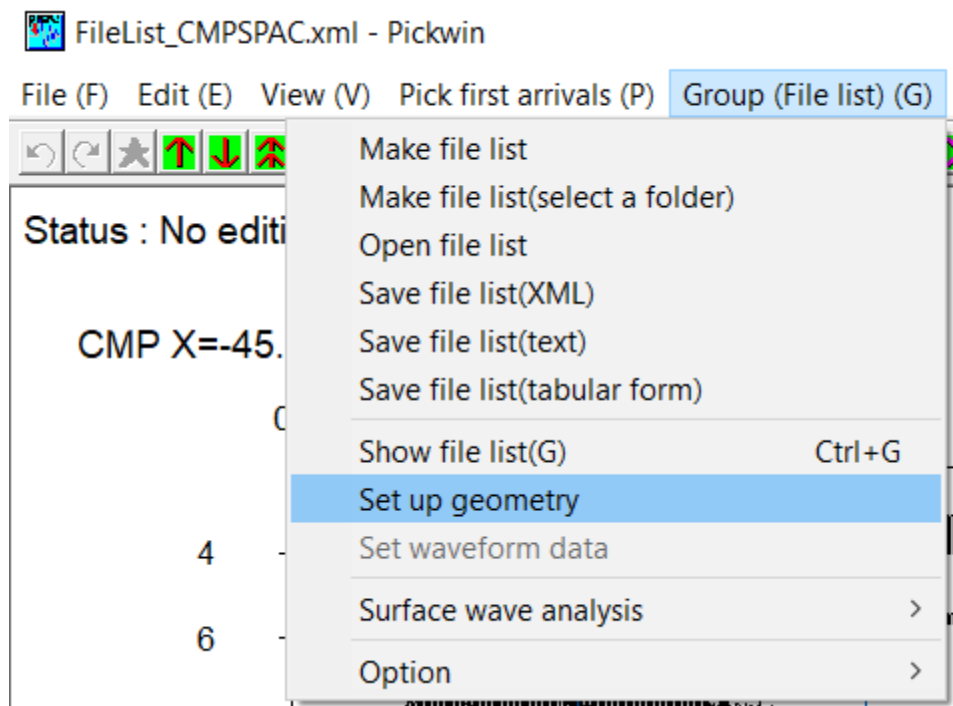 FileList_CMPSPAC.xml - Pickwin
File (F) Edit (E) View (V) Pick first arrivals (P) Group (File list) (G)
Make file list
Make file list(select a folder)
Status : No editi
Open file list
Save file list(XML)
CMP X=-45.
Save file list(text)
Save file list(tabular form)
0
Show file list(G) Ctrl+G
Set up geometry
4
Set waveform data
Surface wave analysis
6
Option